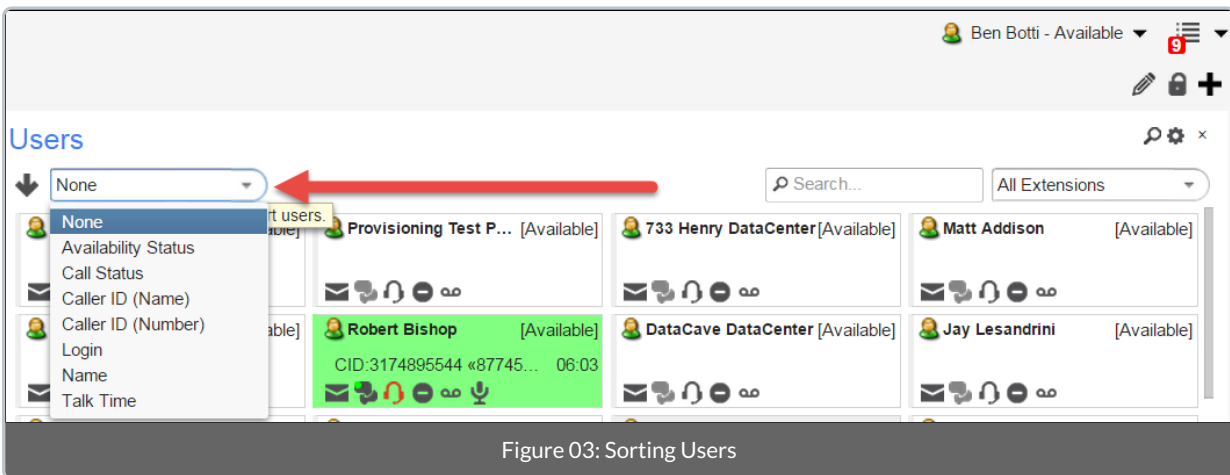 Ben Botti - Available
9
Users
None
Search...
All Extensions
None
Availability Status
Call Status
Caller ID (Name)
Caller ID (Number)
Login
Name
Talk Time
rt users.
Provisioning Test P... [Available]
733 Henry DataCenter [Available]
Matt Addison [Available]
able]
Robert Bishop [Available]
CID:3174895544 «87745... 06:03
DataCave DataCenter [Available]
Jay Lesandrini [Available]
Figure 03: Sorting Users